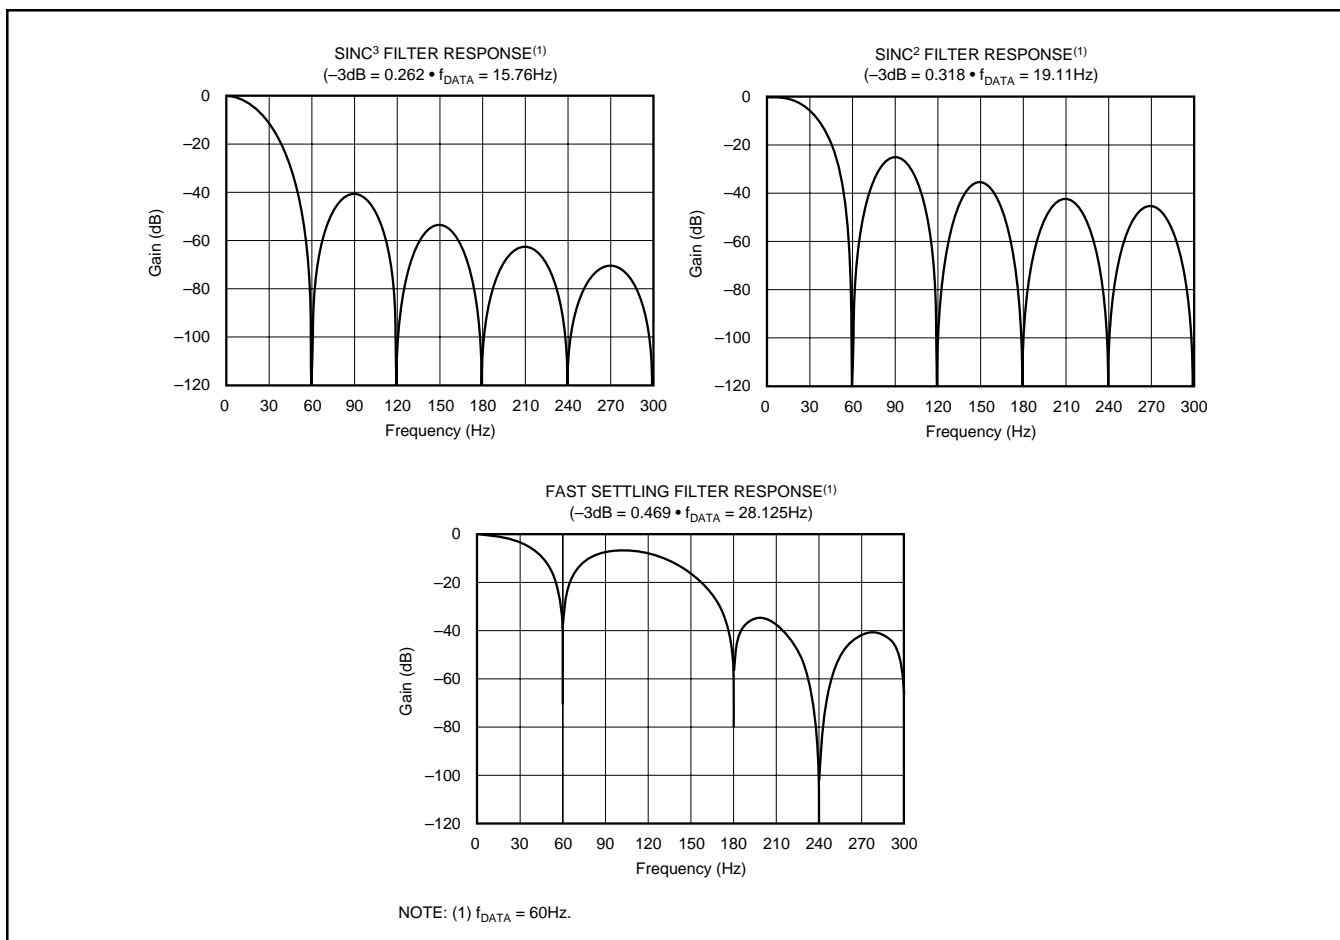 SINC³ FILTER RESPONSE(1)
(–3dB = 0.262 • fDATA = 15.76Hz)
0
–20
–40
–60
–80
–100
–120
Gain (dB)
0 30 60 90 120 150 180 210 240 270 300
Frequency (Hz)
SINC² FILTER RESPONSE(1)
(–3dB = 0.318 • fDATA = 19.11Hz)
0
–20
–40
–60
–80
–100
–120
Gain (dB)
0 30 60 90 120 150 180 210 240 270 300
Frequency (Hz)
FAST SETTLING FILTER RESPONSE(1)
(–3dB = 0.469 • fDATA = 28.125Hz)
0
–20
–40
–60
–80
–100
–120
Gain (dB)
0 30 60 90 120 150 180 210 240 270 300
Frequency (Hz)
NOTE: (1) fDATA = 60Hz.